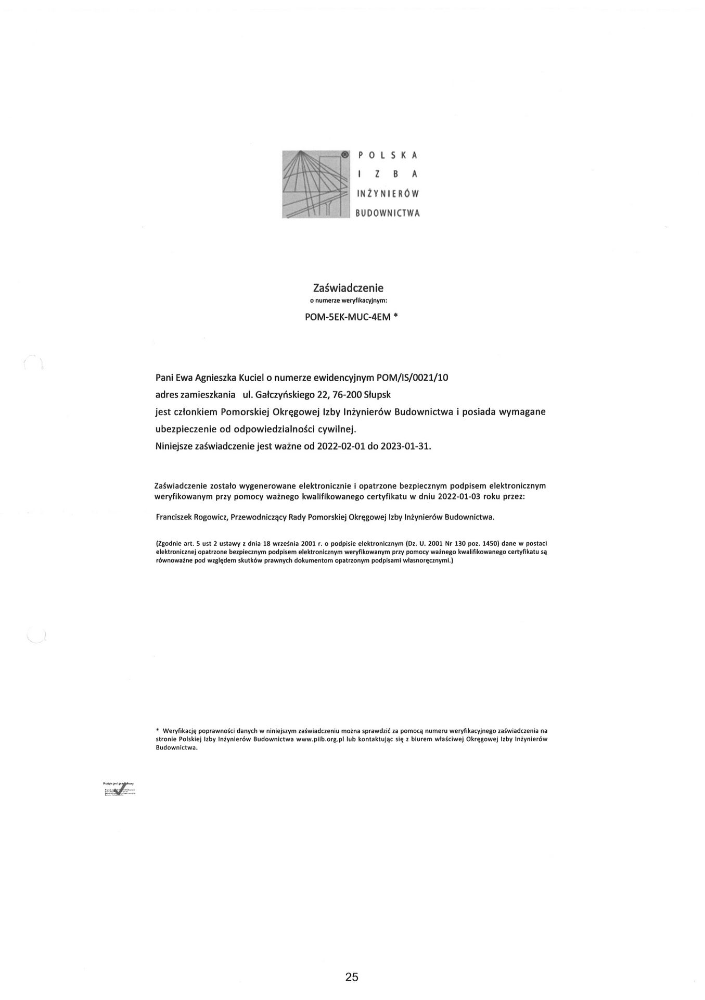 ®
POLSKA
IZBA
INŻYNIERÓW
BUDOWNICTWA
Zaświadczenie
o numerze weryfikacyjnym:
POM-5EK-MUC-4EM *
Pani Ewa Agnieszka Kuciel o numerze ewidencyjnym POM/IS/0021/10
adres zamieszkania ul. Gałczyńskiego 22, 76-200 Słupsk
jest członkiem Pomorskiej Okręgowej Izby Inżynierów Budownictwa i posiada wymagane
ubezpieczenie od odpowiedzialności cywilnej.
Niniejsze zaświadczenie jest ważne od 2022-02-01 do 2023-01-31.
Zaświadczenie zostało wygenerowane elektronicznie i opatrzone bezpiecznym podpisem elektronicznym
weryfikowanym przy pomocy ważnego kwalifikowanego certyfikatu w dniu 2022-01-03 roku przez:
Franciszek Rogowicz, Przewodniczący Rady Pomorskiej Okręgowej Izby Inżynierów Budownictwa.
(Zgodnie art. 5 ust 2 ustawy z dnia 18 września 2001 r. o podpisie elektronicznym (Dz. U. 2001 Nr 130 poz. 1450) dane w postaci
elektronicznej opatrzone bezpiecznym podpisem elektronicznym weryfikowanym przy pomocy ważnego kwalifikowanego certyfikatu są
równoważne pod względem skutków prawnych dokumentom opatrzonym podpisami własnoręcznymi.)
* Weryfikację poprawności danych w niniejszym zaświadczeniu można sprawdzić za pomocą numeru weryfikacyjnego zaświadczenia na
stronie Polskiej Izby Inżynierów Budownictwa www.piib.org.pl lub kontaktując się z biurem właściwej Okręgowej Izby Inżynierów
Budownictwa.
Podpis jest
25